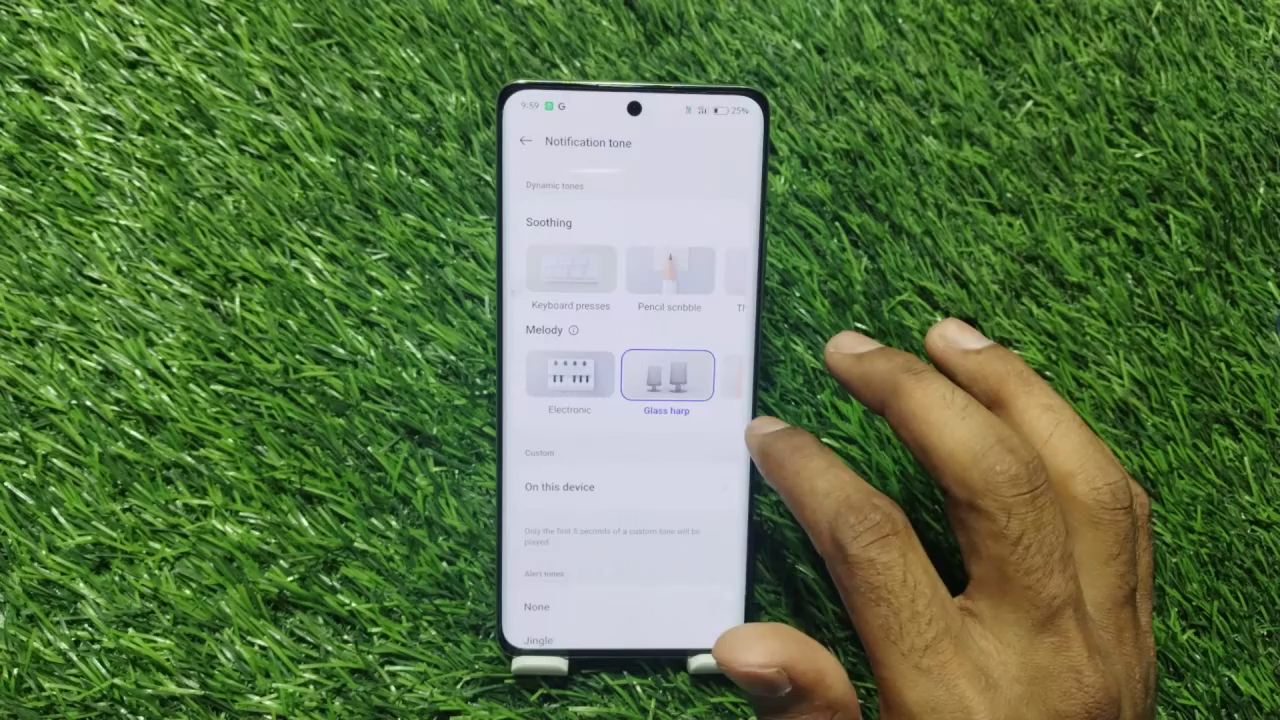 9:59 G 25%
Notification tone
Dynamic tones
Soothing
Keyboard presses Pencil scribble Th
Melody
Electronic Glass harp
Custom
On this device
Only the first 5 seconds of a custom tone will be
played.
Alert tones
None
Jingle